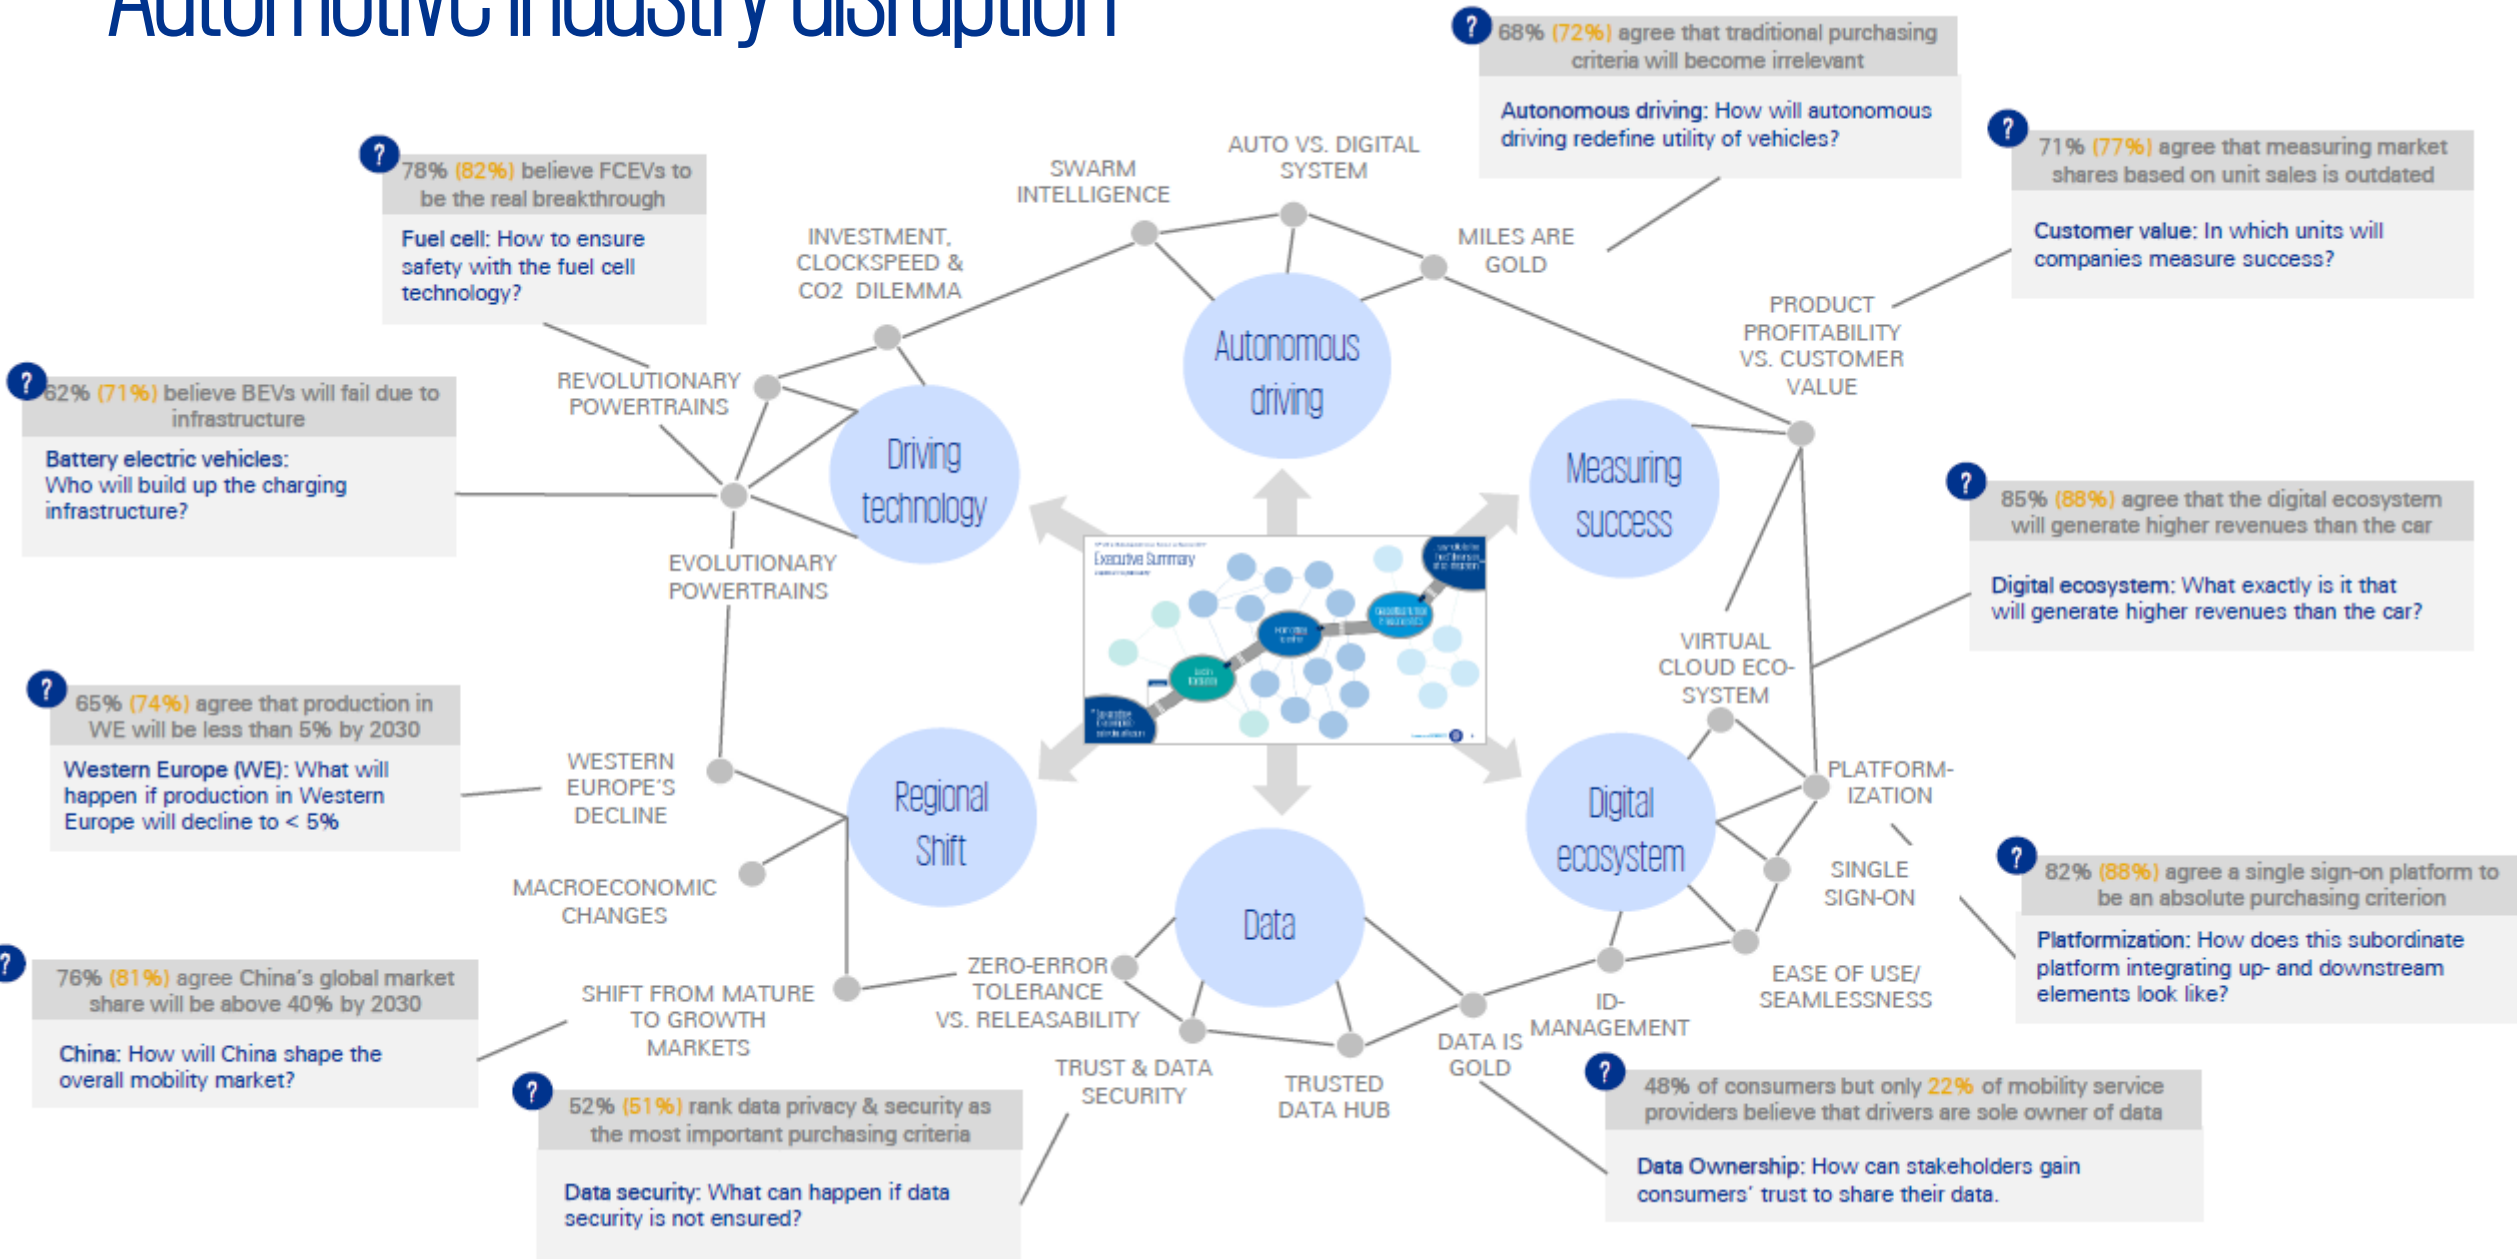 Automotive industry disruption
68% (72%) agree that traditional purchasing
criteria will become irrelevant
Autonomous driving: How will autonomous
driving redefine utility of vehicles?
71% (77%) agree that measuring market
shares based on unit sales is outdated
Customer value: In which units will
companies measure success?
78% (82%) believe FCEVs to
be the real breakthrough
Fuel cell: How to ensure
safety with the fuel cell
technology?
AUTO VS. DIGITAL
SYSTEM
SWARM
INTELLIGENCE
INVESTMENT,
CLOCKSPEED &
CO2 DILEMMA
MILES ARE
GOLD
PRODUCT
PROFITABILITY
VS. CUSTOMER
VALUE
REVOLUTIONARY
POWERTRAINS
62% (71%) believe BEVs will fail due to
infrastructure
Battery electric vehicles:
Who will build up the charging
infrastructure?
Autonomous
driving
Driving
technology
Measuring
success
85% (88%) agree that the digital ecosystem
will generate higher revenues than the car
Digital ecosystem: What exactly is it that
will generate higher revenues than the car?
EVOLUTIONARY
POWERTRAINS
Executive Summary
VIRTUAL
CLOUD ECO-
SYSTEM
65% (74%) agree that production in
WE will be less than 5% by 2030
Western Europe (WE): What will
happen if production in Western
Europe will decline to < 5%
WESTERN
EUROPE'S
DECLINE
Regional
Shift
Digital
ecosystem
PLATFORM-
IZATION
SINGLE
SIGN-ON
82% (88%) agree a single sign-on platform to
be an absolute purchasing criterion
Platformization: How does this subordinate
platform integrating up- and downstream
elements look like?
MACROECONOMIC
CHANGES
Data
76% (81%) agree China's global market
share will be above 40% by 2030
China: How will China shape the
overall mobility market?
SHIFT FROM MATURE
TO GROWTH
MARKETS
ZERO-ERROR
TOLERANCE
VS. RELEASABILITY
EASE OF USE/
SEAMLESSNESS
ID-
MANAGEMENT
DATA IS
GOLD
TRUST & DATA
SECURITY
TRUSTED
DATA HUB
52% (51%) rank data privacy & security as
the most important purchasing criteria
Data security: What can happen if data
security is not ensured?
48% of consumers but only 22% of mobility service
providers believe that drivers are sole owner of data
Data Ownership: How can stakeholders gain
consumers' trust to share their data.